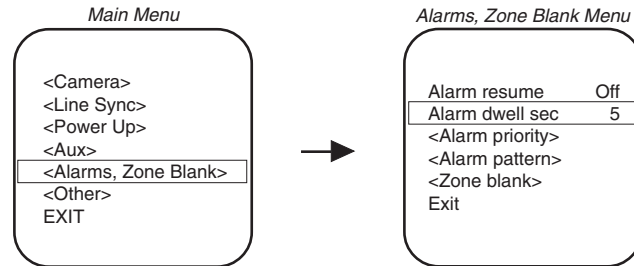 Main Menu
<Camera>
<Line Sync>
<Power Up>
<Aux>
<Alarms, Zone Blank>
<Other>
EXIT
Alarms, Zone Blank Menu
Alarm resume Off
Alarm dwell sec 5
<Alarm priority>
<Alarm pattern>
<Zone blank>
Exit